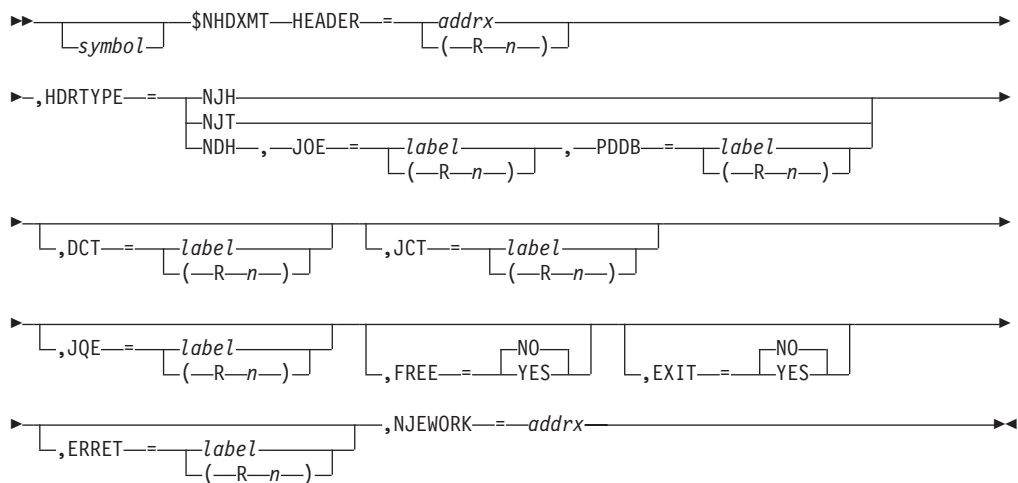 $NHDXMT HEADER = addrx
symbol (R n)
,HDRTYPE = NJH
NJT
NDH , JOE = label , PDDB = label
(R n) (R n)
,DCT = label ,JCT = label
(R n) (R n)
NO NO
,JQE = label ,FREE = YES ,EXIT = YES
(R n)
,NJEWORK = addrx
,ERRET = label
(R n)